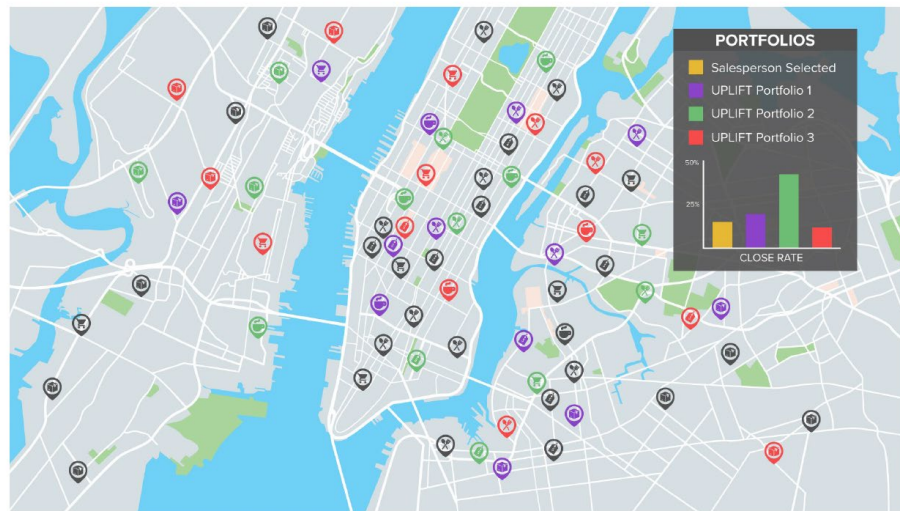 PORTFOLIOS
Salesperson Selected
UPLIFT Portfolio 1
UPLIFT Portfolio 2
UPLIFT Portfolio 3
50%
25%
CLOSE RATE